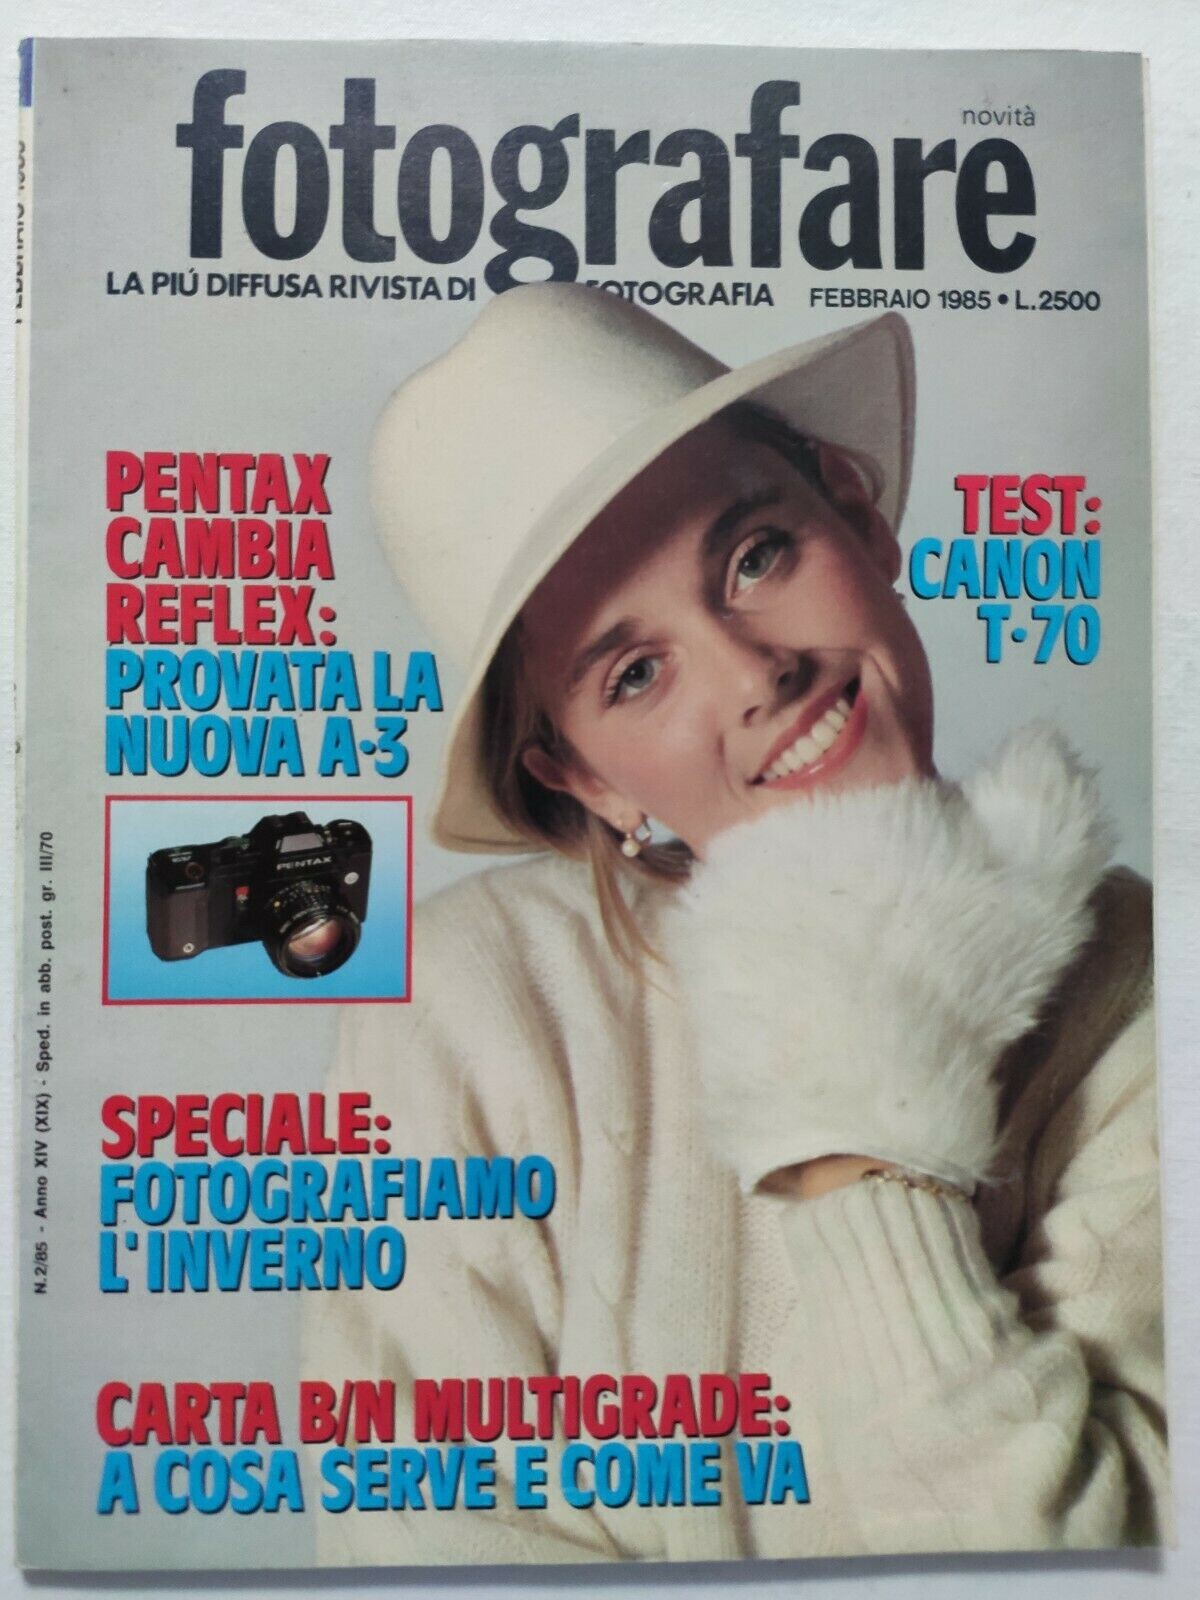 novità
fotografare
LA PIÚ DIFFUSA RIVISTA DI FOTOGRAFIA FEBBRAIO 1985 • L.2500
PENTAX
CAMBIA
REFLEX:
PROVATA LA
NUOVA A•3
TEST:
CANON
T•70
PENTAX
SPECIALE:
FOTOGRAFIAMO
L'INVERNO
CARTA B/N MULTIGRADE:
A COSA SERVE E COME VA
N.2/85 - Anno XIV (XIX) - Sped. in abb. post. gr. III/70